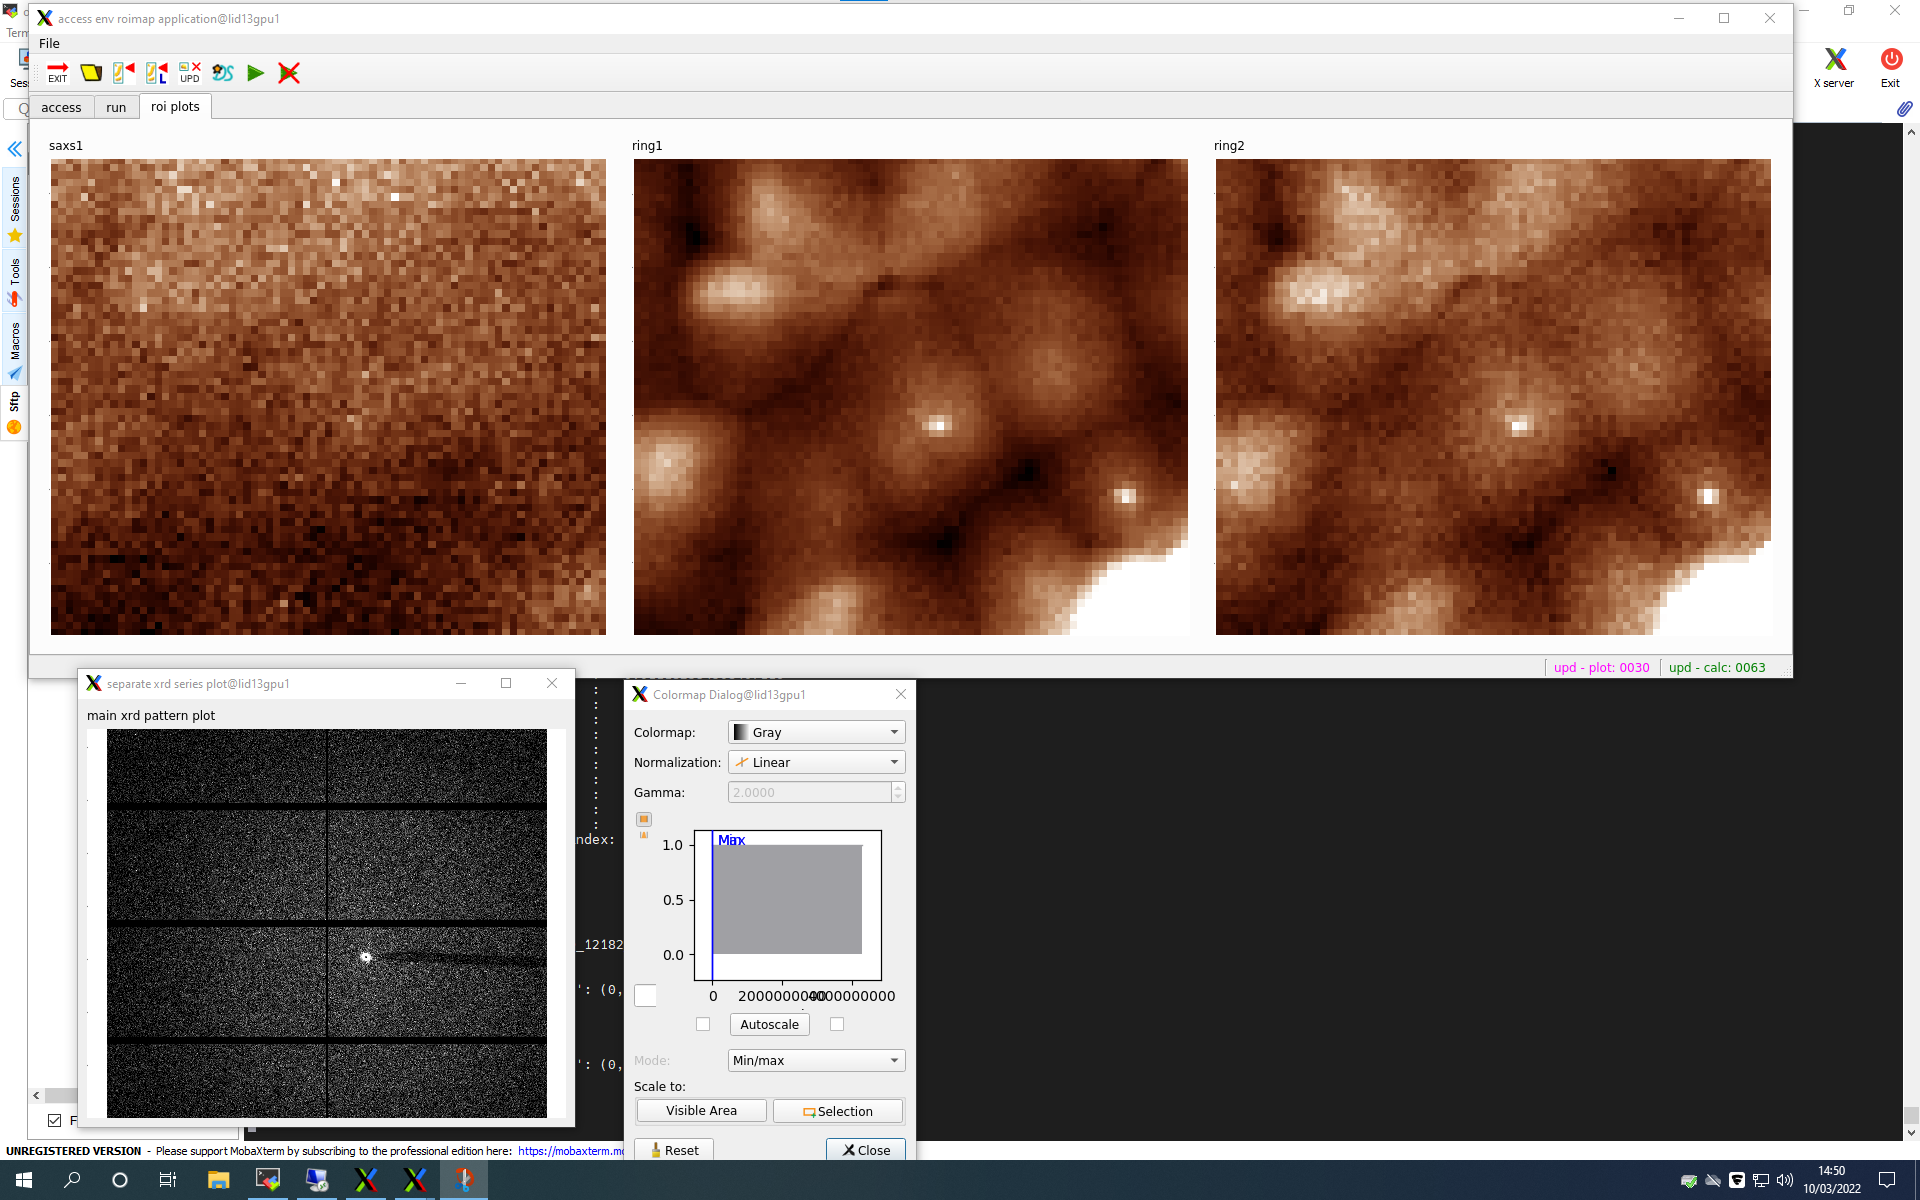 access env roimap application@lid13gpu1
File
EXIT
L
UPD
access
run
roi plots
X server
Exit
Sessions
Tools
Macros
Sftp
saxs1
ring1
ring2
upd - plot: 0030
upd - calc: 0063
separate xrd series plot@lid13gpu1
main xrd pattern plot
ndex:
_12182
': (0,
': (0,
Colormap Dialog@lid13gpu1
Colormap: Gray
Normalization: Linear
Gamma: 2.0000
Min
Max
1.0
0.5
0.0
0 2000000000 4000000000
Autoscale
Mode: Min/max
Scale to:
Visible Area
Selection
Reset
Close
F
UNREGISTERED VERSION - Please support MobaXterm by subscribing to the professional edition here: https://mobaxterm.mo
14:50
10/03/2022